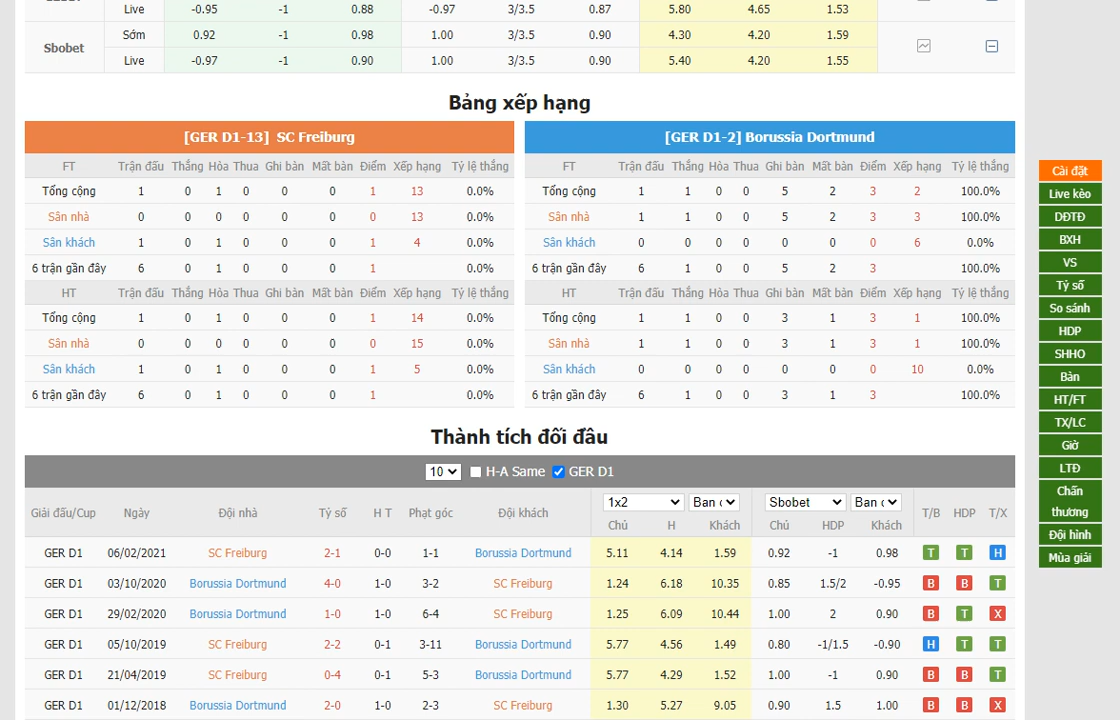 Live -0.95 -1 0.88 -0.97 3/3.5 0.87 5.80 4.65 1.53
Sbobet
Sớm 0.92 -1 0.98 1.00 3/3.5 0.90 4.30 4.20 1.59
Live -0.97 -1 0.90 1.00 3/3.5 0.90 5.40 4.20 1.55
Bảng xếp hạng
[GER D1-13] SC Freiburg
FT Trận đấu Thắng Hòa Thua Ghi bàn Mất bàn Điểm Xếp hạng Tỷ lệ thắng
Tổng cộng 1 0 1 0 0 0 1 13 0.0%
Sân nhà 0 0 0 0 0 0 0 13 0.0%
Sân khách 1 0 1 0 0 0 1 4 0.0%
6 trận gần đây 6 0 1 0 0 0 1 0.0%
HT Trận đấu Thắng Hòa Thua Ghi bàn Mất bàn Điểm Xếp hạng Tỷ lệ thắng
Tổng cộng 1 0 1 0 0 0 1 14 0.0%
Sân nhà 0 0 0 0 0 0 0 15 0.0%
Sân khách 1 0 1 0 0 0 1 5 0.0%
6 trận gần đây 6 0 1 0 0 0 1 0.0%
[GER D1-2] Borussia Dortmund
FT Trận đấu Thắng Hòa Thua Ghi bàn Mất bàn Điểm Xếp hạng Tỷ lệ thắng
Tổng cộng 1 1 0 0 5 2 3 2 100.0%
Sân nhà 1 1 0 0 5 2 3 3 100.0%
Sân khách 0 0 0 0 0 0 0 6 0.0%
6 trận gần đây 6 1 0 0 5 2 3 100.0%
HT Trận đấu Thắng Hòa Thua Ghi bàn Mất bàn Điểm Xếp hạng Tỷ lệ thắng
Tổng cộng 1 1 0 0 3 1 3 1 100.0%
Sân nhà 1 1 0 0 3 1 3 1 100.0%
Sân khách 0 0 0 0 0 0 0 10 0.0%
6 trận gần đây 6 1 0 0 3 1 3 100.0%
Thành tích đối đầu
10 H-A Same GER D1
Giải đấu/Cup Ngày Đội nhà Tỷ số H T Phạt góc Đội khách 1x2 Ban Sbobet Ban T/B HDP T/X
Chủ H Khách Chủ HDP Khách
GER D1 06/02/2021 SC Freiburg 2-1 0-0 1-1 Borussia Dortmund 5.11 4.14 1.59 0.92 -1 0.98 T T H
GER D1 03/10/2020 Borussia Dortmund 4-0 1-0 3-2 SC Freiburg 1.24 6.18 10.35 0.85 1.5/2 -0.95 B B T
GER D1 29/02/2020 Borussia Dortmund 1-0 1-0 6-4 SC Freiburg 1.25 6.09 10.44 1.00 2 0.90 B T X
GER D1 05/10/2019 SC Freiburg 2-2 0-1 3-11 Borussia Dortmund 5.77 4.56 1.49 0.80 -1/1.5 -0.90 H T T
GER D1 21/04/2019 SC Freiburg 0-4 0-1 5-3 Borussia Dortmund 5.77 4.29 1.52 1.00 -1 0.90 B B T
GER D1 01/12/2018 Borussia Dortmund 2-0 1-0 2-3 SC Freiburg 1.30 5.27 9.05 0.90 1.5 1.00 B B X
Cài đặt
Live kèo
DĐTĐ
BXH
VS
Tỷ số
So sánh
HDP
SHHO
Bàn
HT/FT
TX/LC
Giờ
LTĐ
Chấn
thương
Đội hình
Mùa giải